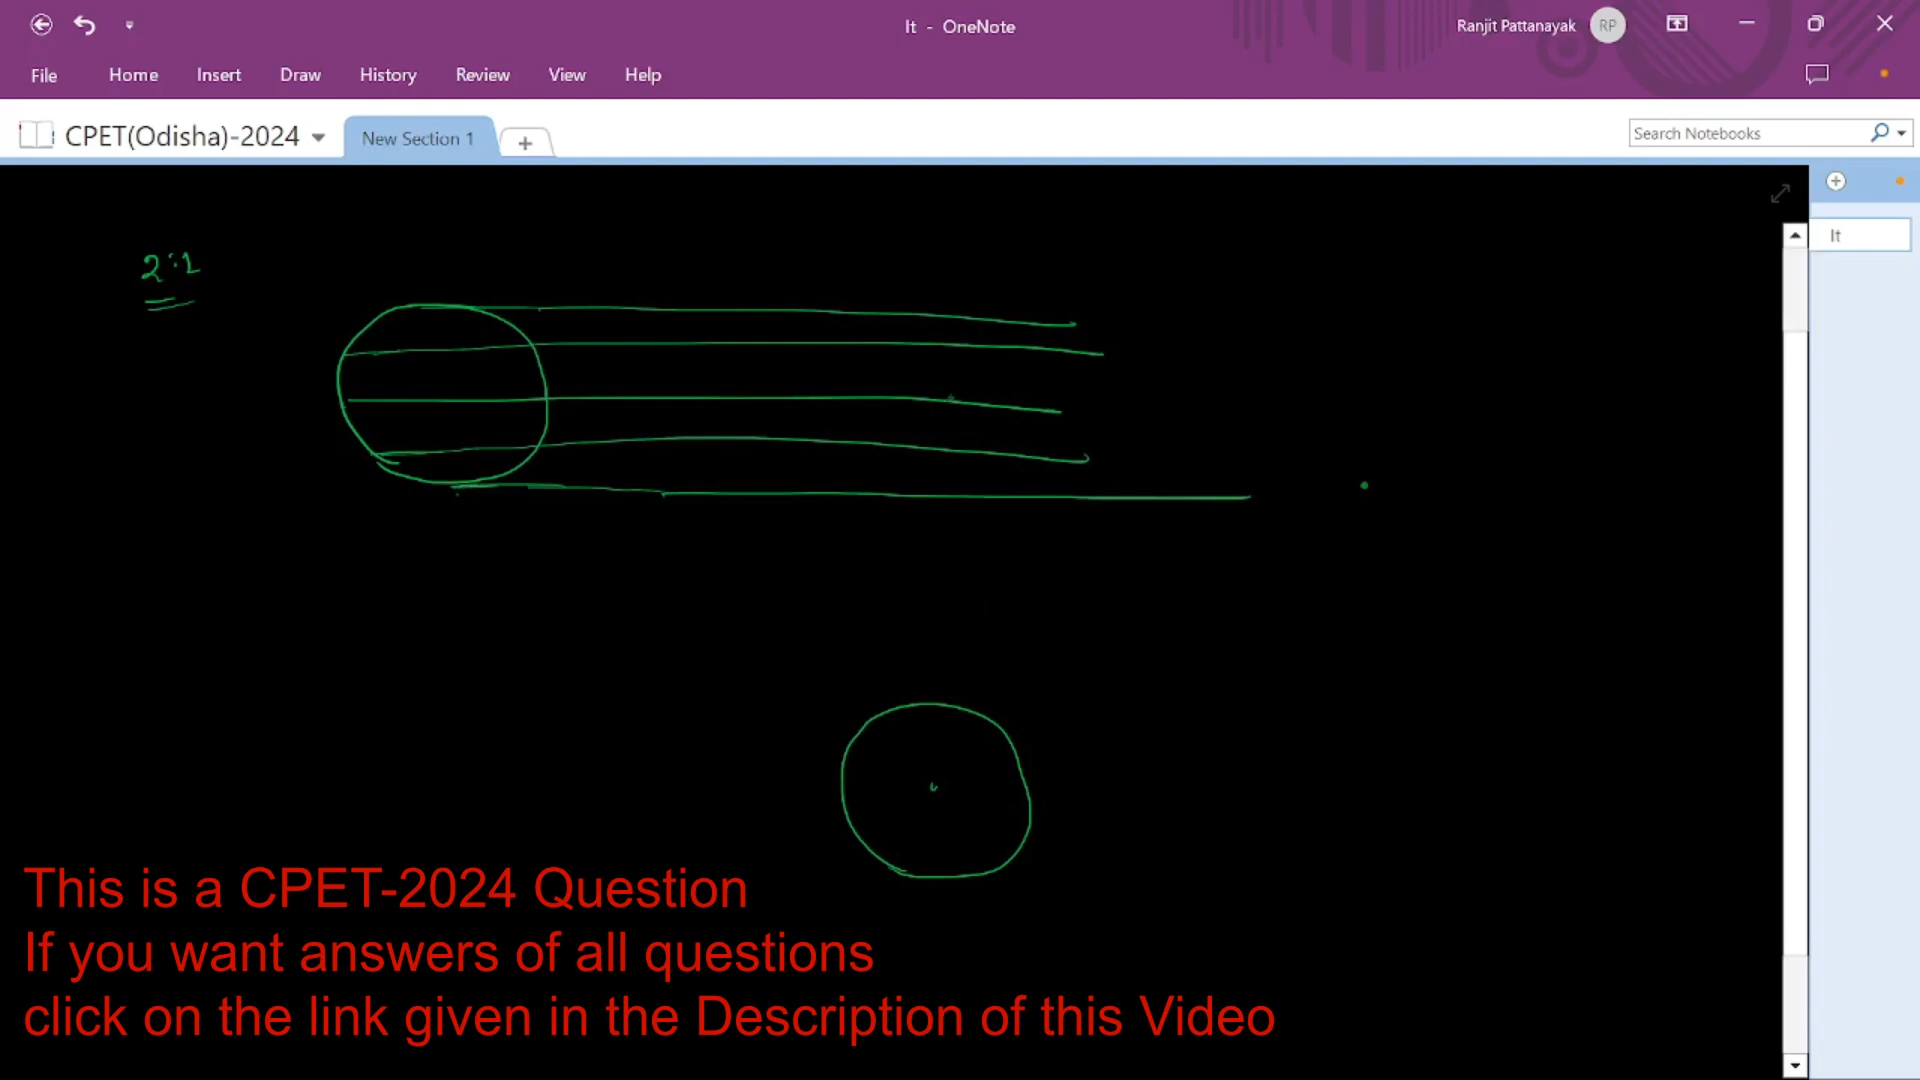 It - OneNote
Ranjit Pattanayak RP
File Home Insert Draw History Review View Help
CPET(Odisha)-2024 New Section 1
Search Notebooks
It
2:1
This is a CPET-2024 Question
If you want answers of all questions
click on the link given in the Description of this Video